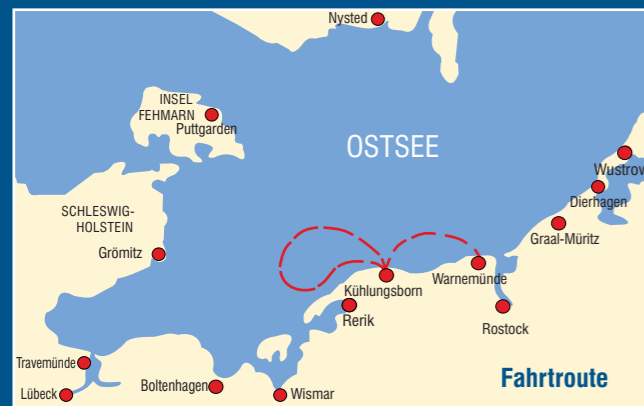 Nysted
INSEL
FEHMARN
Puttgarden
OSTSEE
Wustrow
Dierhagen
SCHLESWIG-
HOLSTEIN
Graal-Müritz
Grömitz
Warnemünde
Kühlungsborn
Rerik
Rostock
Travemünde
Boltenhagen
Fahrtroute
Lübeck
Wismar